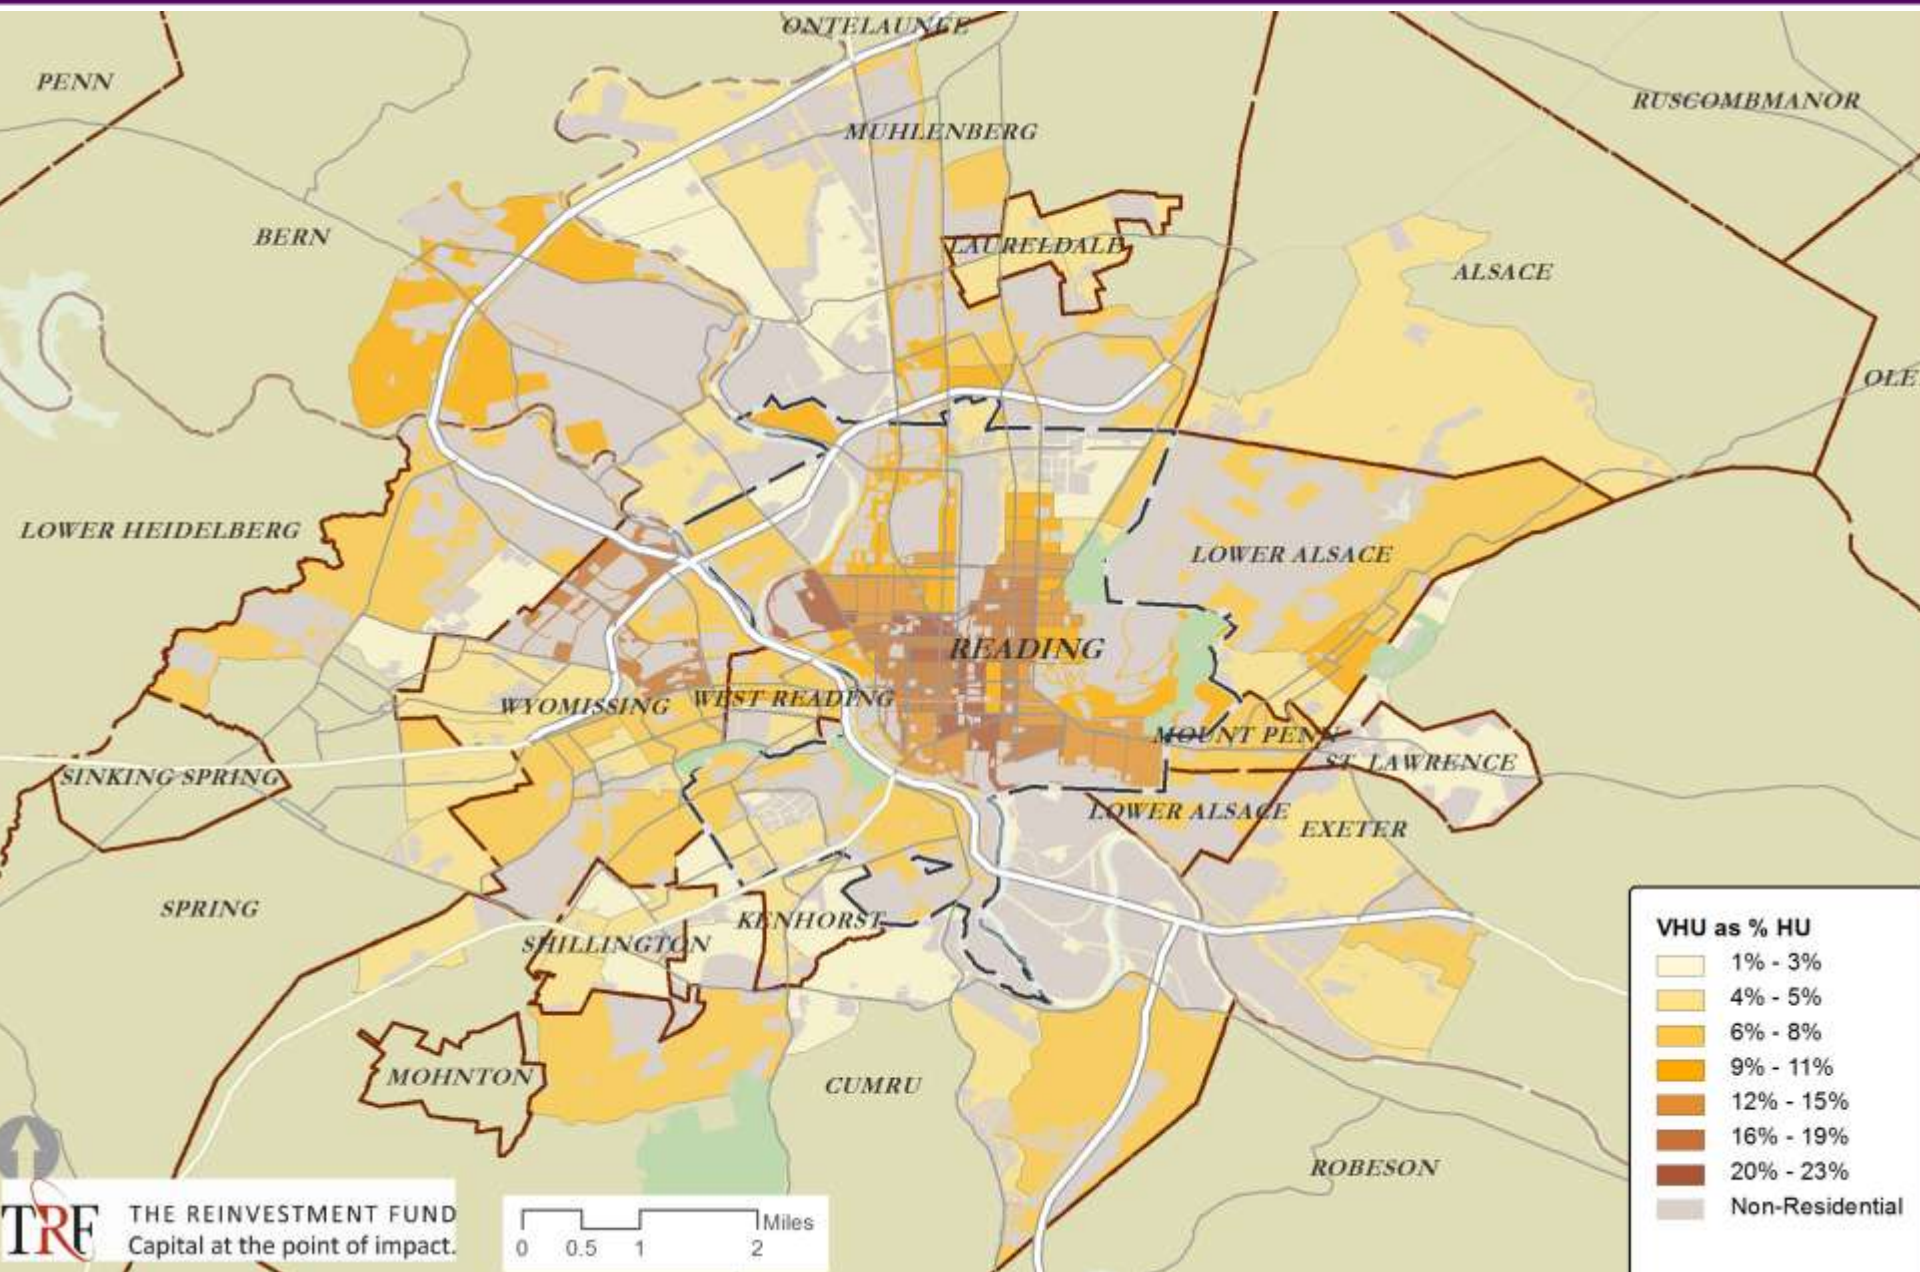 ONTELAUNEE
PENN
RUSCOMBMANOR
MUHLENBERG
BERN
LAURELDALE
ALSACE
OLE
LOWER HEIDELBERG
LOWER ALSACE
READING
WYOMISSING
WEST READING
MOUNT PENN
ST. LAWRENCE
SINKING SPRING
LOWER ALSACE
EXETER
SPRING
KENHORST
SHILLINGTON
MOHNTON
CUMRU
ROBESON
VHU as % HU
1% - 3%
4% - 5%
6% - 8%
9% - 11%
12% - 15%
16% - 19%
20% - 23%
Non-Residential
TRF
THE REINVESTMENT FUND
Capital at the point of impact.
Miles
0 0.5 1 2